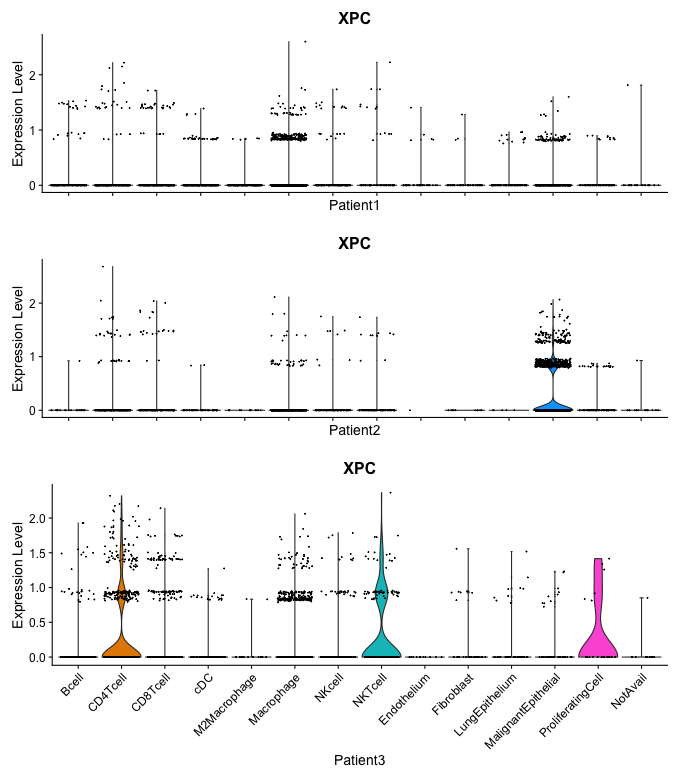 XPC
Expression Level
2
1
0
Patient1
XPC
Expression Level
2
1
0
Patient2
XPC
Expression Level
2.0
1.5
1.0
0.5
0.0
Bcell
CD4Tcell
CD8Tcell
cDC
M2Macrophage
Macrophage
NKcell
NKTcell
Endothelium
Fibroblast
LungEpithelium
MalignantEpithelial
ProliferatingCell
NotAvail
Patient3